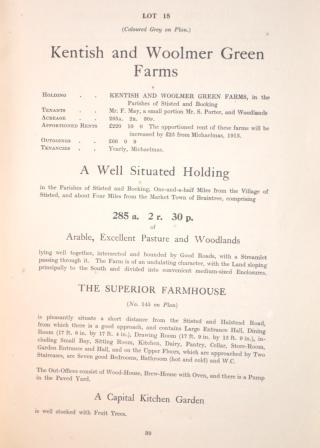 LOT 15
(Coloured Grey on Plan.)
Kentish and Woolmer Green
Farms
HOLDING . . KENTISH AND WOOLMER GREEN FARMS, in the
Parishes of Stisted and Bocking
TENANTS . . Mr. F. May, a small portion Mr. S. Porter, and Woodlands
ACREAGE . . 285a. 2r. 30p.
APPORTIONED RENTS £220 10 0 The apportioned rent of these farms will be
increased by £25 from Michaelmas, 1913.
OUTGOINGS . . £66 0 9
TENANCIES . . Yearly, Michaelmas.
A Well Situated Holding
in the Parishes of Stisted and Bocking, One-and-a-half Miles from the Village of
Stisted, and about Four Miles from the Market Town of Braintree, comprising
285 a. 2 r. 30 p.
of
Arable, Excellent Pasture and Woodlands
lying well together, intersected and bounded by Good Roads, with a Streamlet
passing through it. The Farm is of an undulating character, with the Land sloping
principally to the South and divided into convenient medium-sized Enclosures.
THE SUPERIOR FARMHOUSE
(No. 145 on Plan)
is pleasantly situate a short distance from the Stisted and Halstead Road,
from which there is a good approach, and contains Large Entrance Hall, Dining
Room (17 ft. 6 in. by 17 ft. 4 in.), Drawing Room (17 ft. 9 in. by 13 ft. 9 in.), in-
cluding Small Bay, Sitting Room, Kitchen, Dairy, Pantry, Cellar, Store-Room,
Garden Entrance and Hall, and on the Upper Floors, which are approached by Two
Staircases, are Seven good Bedrooms, Bathroom (hot and cold) and W.C.
The Out-Offices consist of Wood-House, Brew-House with Oven, and there is a Pump
in the Paved Yard.
A Capital Kitchen Garden
is well stocked with Fruit Trees.